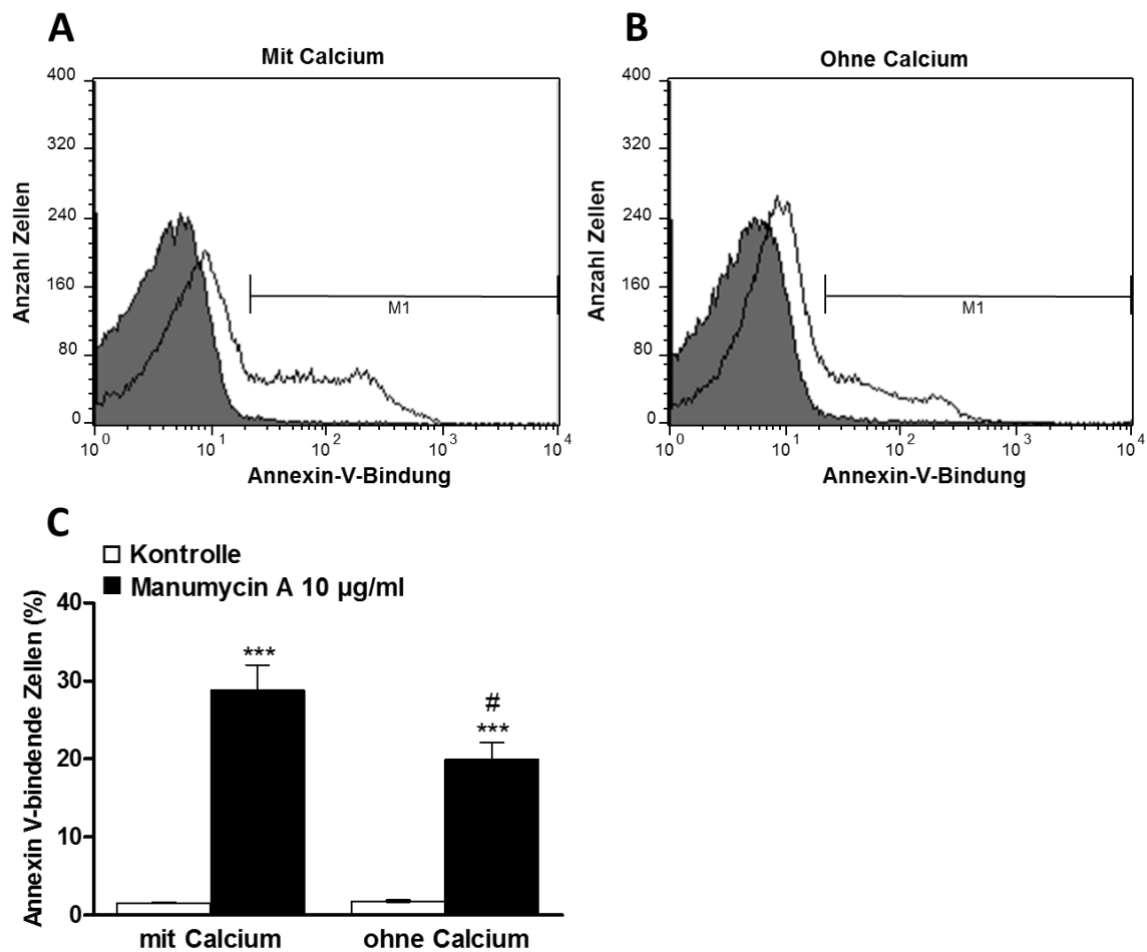 A
Mit Calcium
400
320
240
160
80
0
Anzahl Zellen
M1
10^0 10^1 10^2 10^3 10^4
Annexin-V-Bindung
B
Ohne Calcium
400
320
240
160
80
0
Anzahl Zellen
M1
10^0 10^1 10^2 10^3 10^4
Annexin-V-Bindung
C
Kontrolle
Manumycin A 10 µg/ml
Annexin V-bindende Zellen (%)
40
30
20
10
0
***
#
***
mit Calcium
ohne Calcium